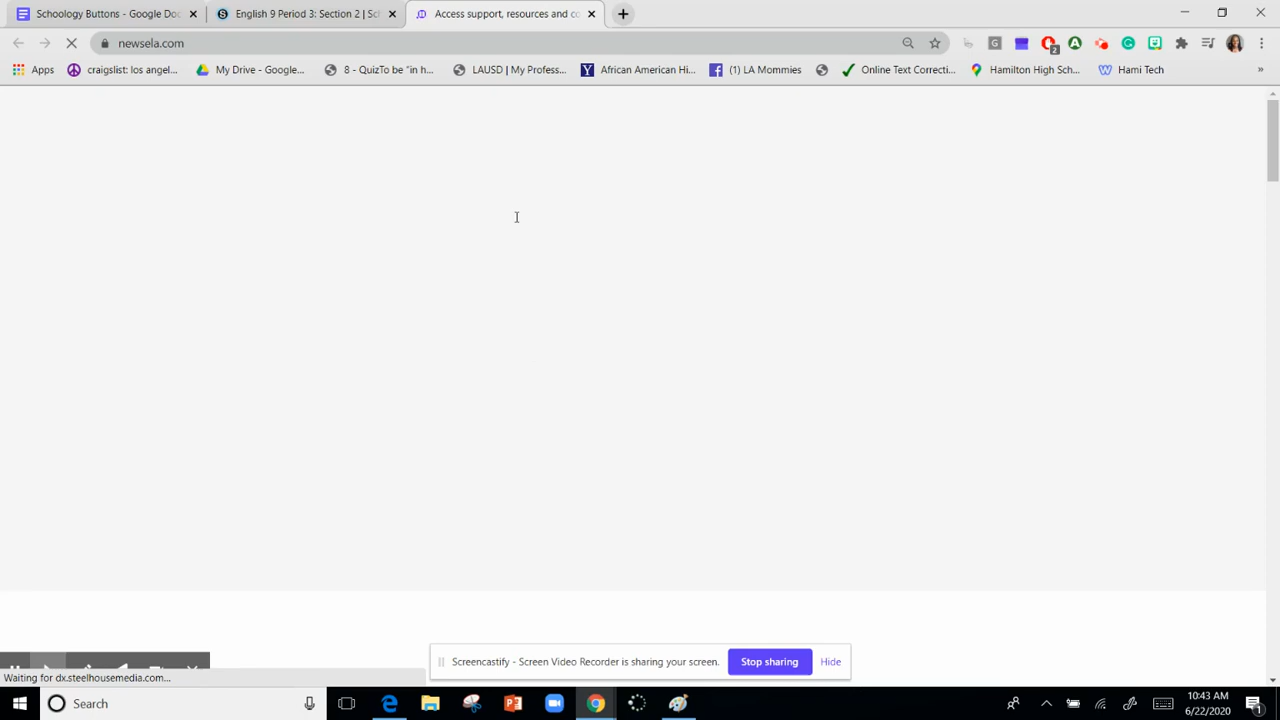 Schoology Buttons - Google Doc
English 9 Period 3: Section 2 | Sch
Access support, resources and co
newsela.com
2
Apps
craigslist: los angel...
My Drive - Google...
8 - QuizTo be "in h...
LAUSD | My Profess...
African American Hi...
(1) LA Mommies
Online Text Correcti...
Hamilton High Sch...
Hami Tech
»
Screencastify - Screen Video Recorder is sharing your screen.
Stop sharing
Hide
Waiting for dx.steelhousemedia.com...
Search
10:43 AM
6/22/2020
1